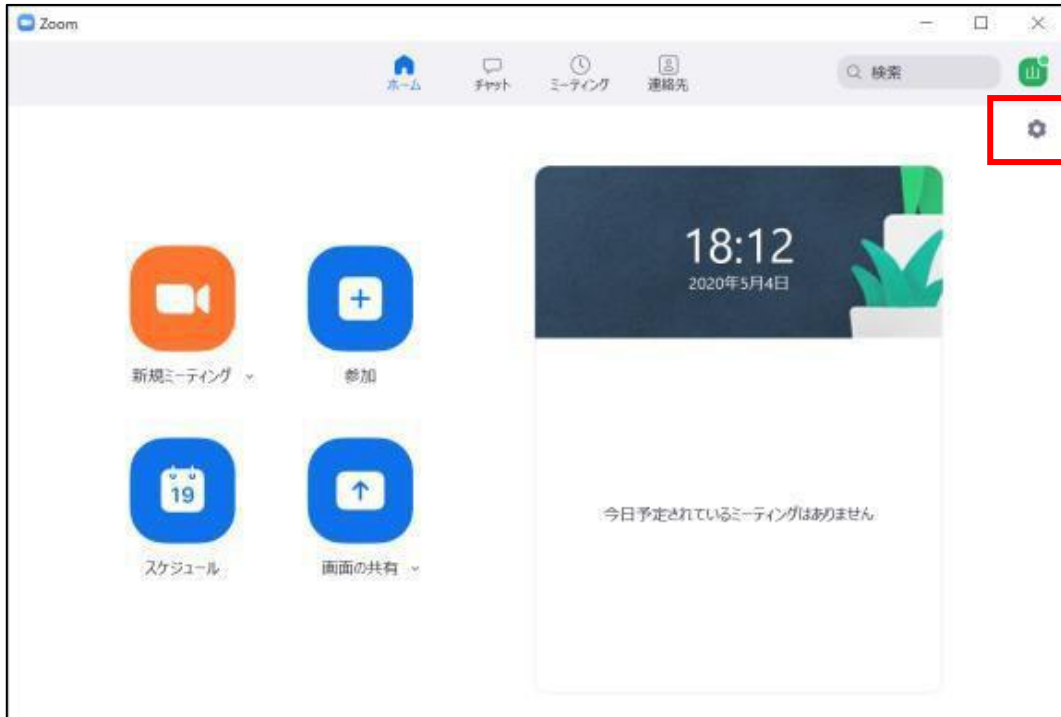 Zoom
ホーム
チャット
ミーティング
連絡先
検索
山
18:12
2020年5月4日
新規ミーティング
参加
19
スケジュール
画面の共有
今日予定されているミーティングはありません